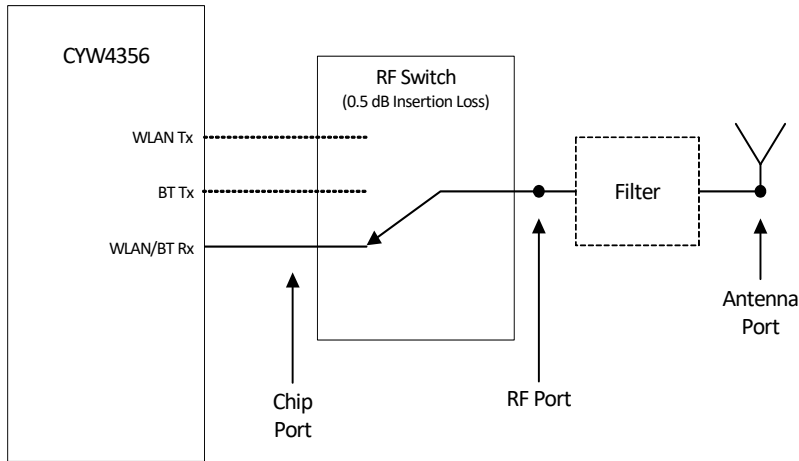 CYW4356
RF Switch
(0.5 dB Insertion Loss)
WLAN Tx
BT Tx
WLAN/BT Rx
Filter
Antenna
Port
RF Port
Chip
Port